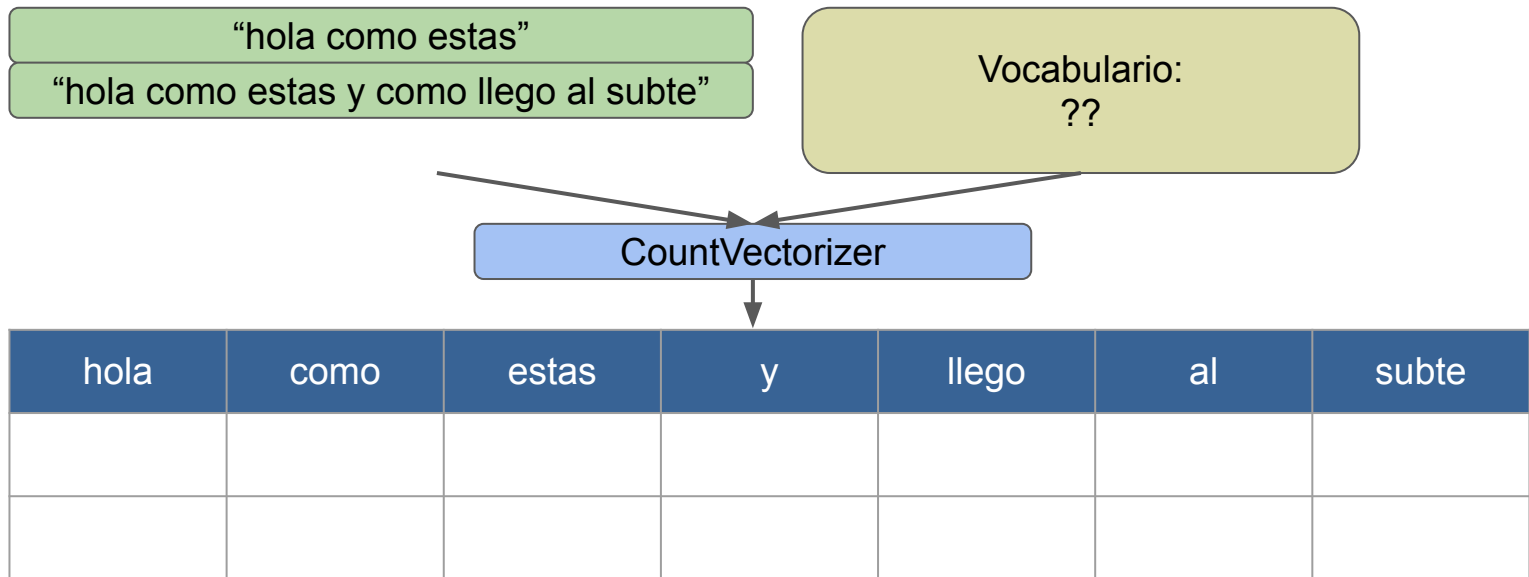 “hola como estas”
“hola como estas y como llego al subte”
Vocabulario:
??
CountVectorizer
hola como estas y llego al subte